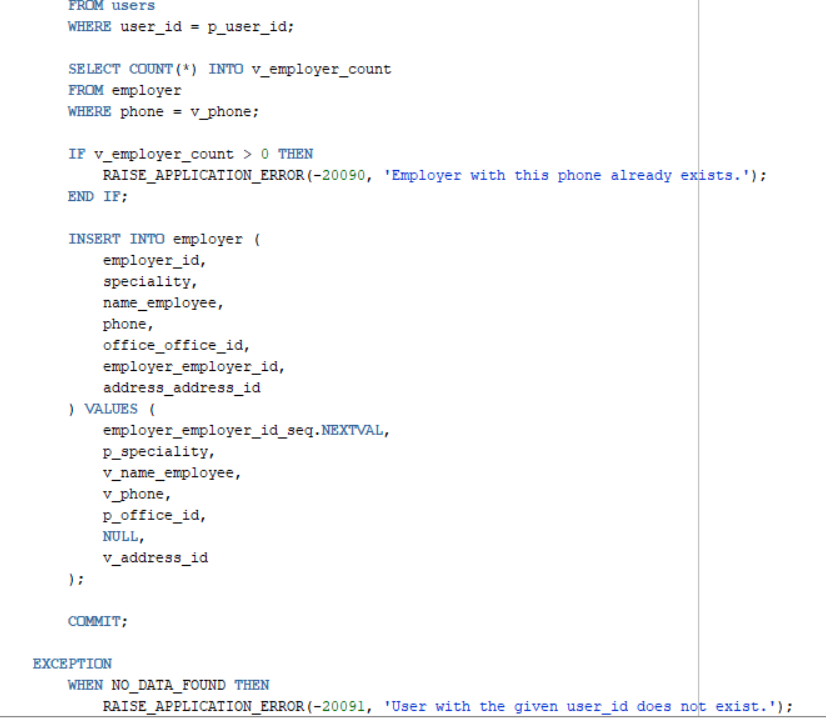 FROM users
WHERE user_id = p_user_id;
SELECT COUNT(*) INTO v_employer_count
FROM employer
WHERE phone = v_phone;
IF v_employer_count > 0 THEN
RAISE_APPLICATION_ERROR(-20090, 'Employer with this phone already exists.');
END IF;
INSERT INTO employer (
employer_id,
speciality,
name_employee,
phone,
office_office_id,
employer_employer_id,
address_address_id
) VALUES (
employer_employer_id_seq.NEXTVAL,
p_speciality,
v_name_employee,
v_phone,
p_office_id,
NULL,
v_address_id
);
COMMIT;
EXCEPTION
WHEN NO_DATA_FOUND THEN
RAISE_APPLICATION_ERROR(-20091, 'User with the given user_id does not exist.');